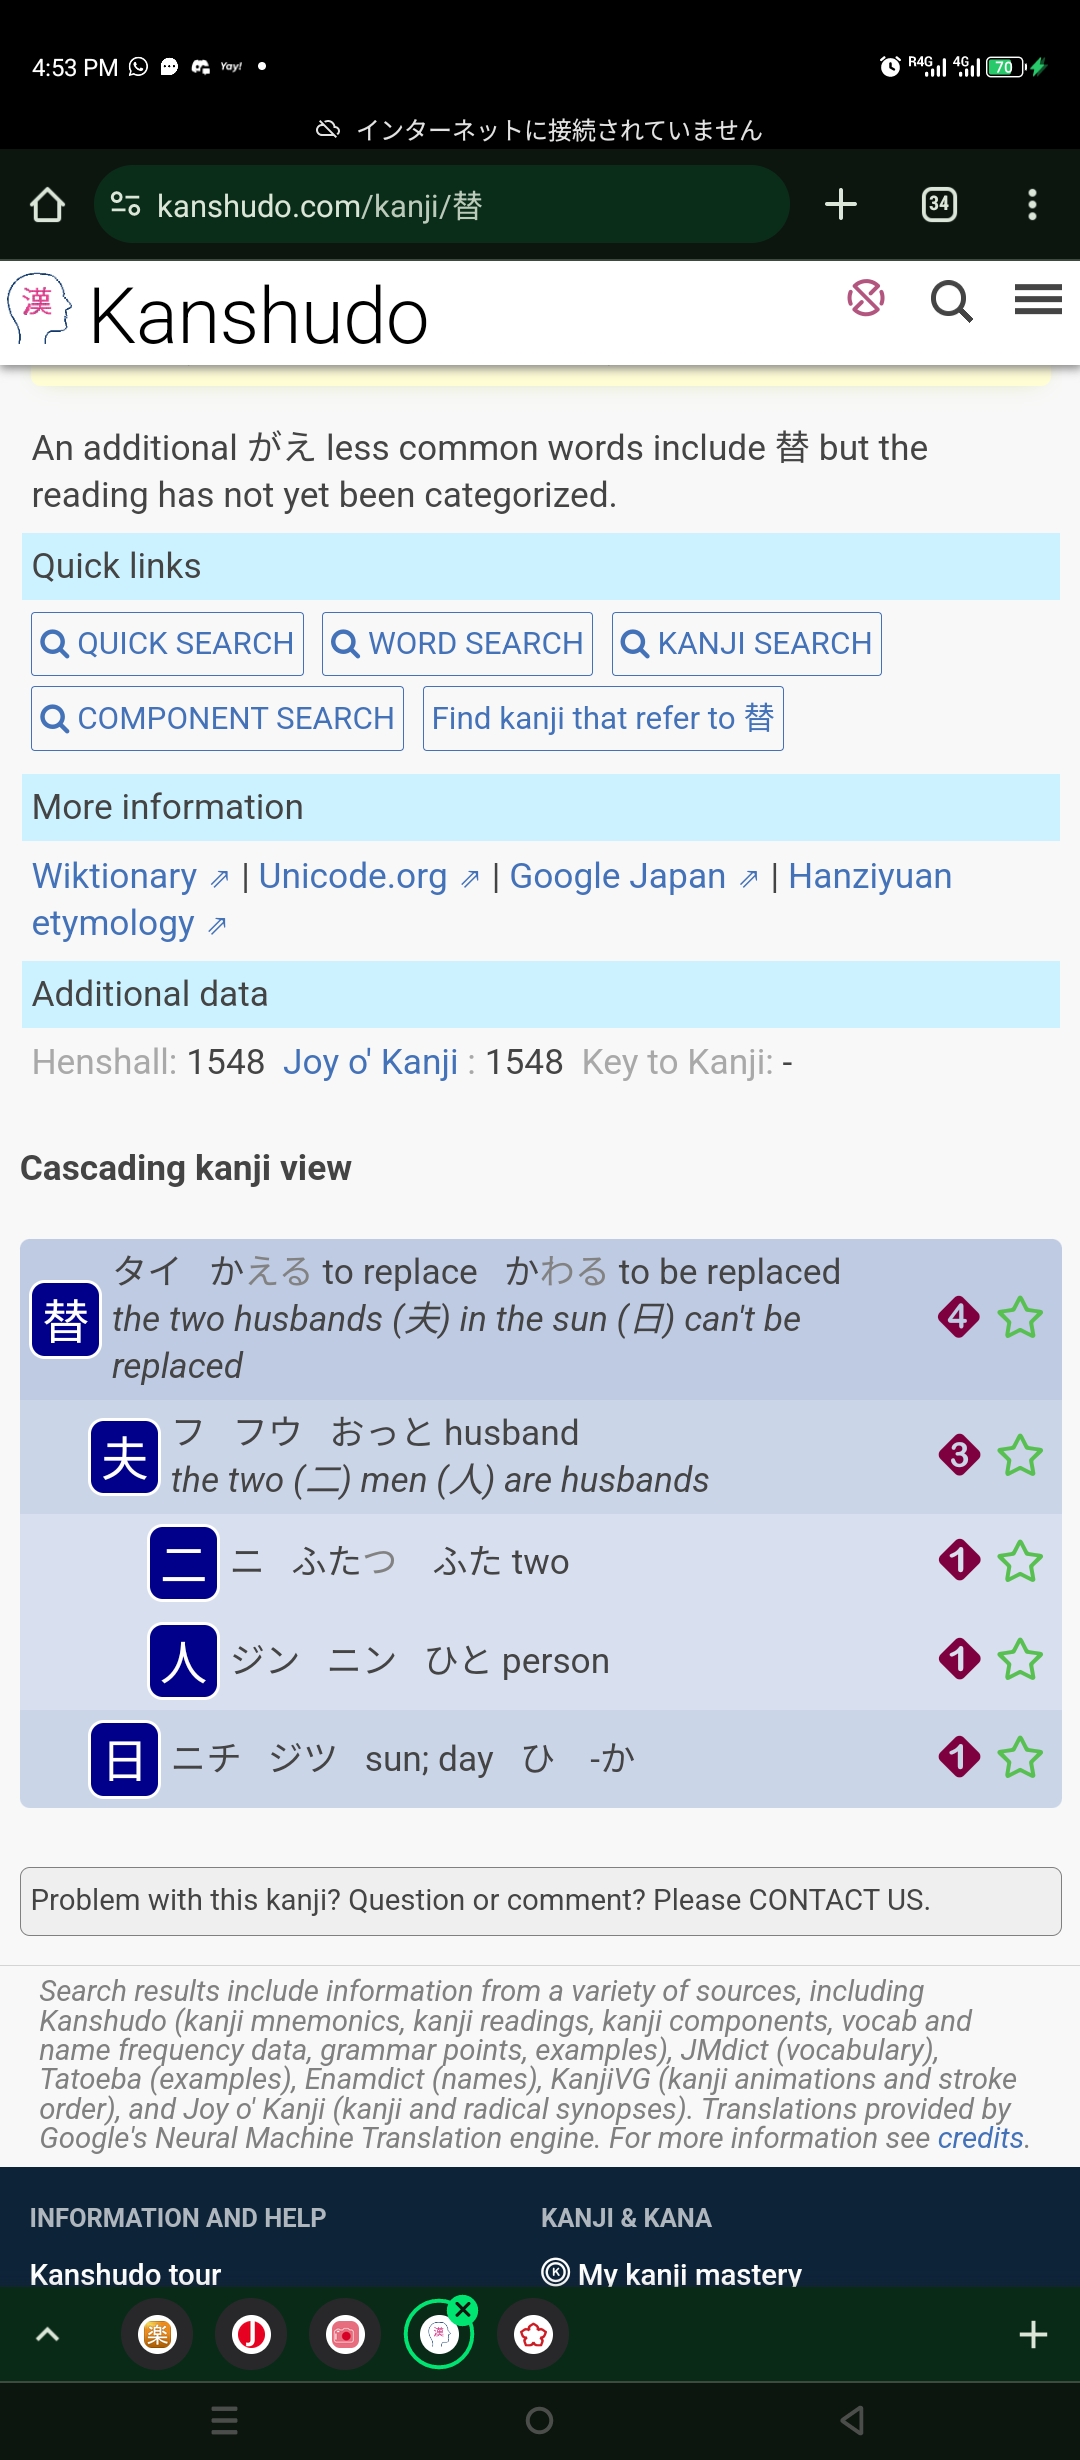 4:53 PM Yay! R4G 4G 70
インターネットに接続されていません
kanshudo.com/kanji/替 34
漢 Kanshudo
An additional がえ less common words include 替 but the
reading has not yet been categorized.
Quick links
QUICK SEARCH WORD SEARCH KANJI SEARCH
COMPONENT SEARCH Find kanji that refer to 替
More information
Wiktionary ⇗ | Unicode.org ⇗ | Google Japan ⇗ | Hanziyuan
etymology ⇗
Additional data
Henshall: 1548 Joy o' Kanji : 1548 Key to Kanji: -
Cascading kanji view
タイ かえる to replace かわる to be replaced
替 the two husbands (夫) in the sun (日) can't be 4
replaced
フ フウ おっと husband
夫 3
the two (二) men (人) are husbands
二 ニ ふたつ ふた two 1
人 ジン ニン ひと person 1
日 ニチ ジツ sun; day ひ -か 1
Problem with this kanji? Question or comment? Please CONTACT US.
Search results include information from a variety of sources, including
Kanshudo (kanji mnemonics, kanji readings, kanji components, vocab and
name frequency data, grammar points, examples), JMdict (vocabulary),
Tatoeba (examples), Enamdict (names), KanjiVG (kanji animations and stroke
order), and Joy o' Kanji (kanji and radical synopses). Translations provided by
Google's Neural Machine Translation engine. For more information see credits.
INFORMATION AND HELP KANJI & KANA
Kanshudo tour K My kanji mastery
楽 J 漢